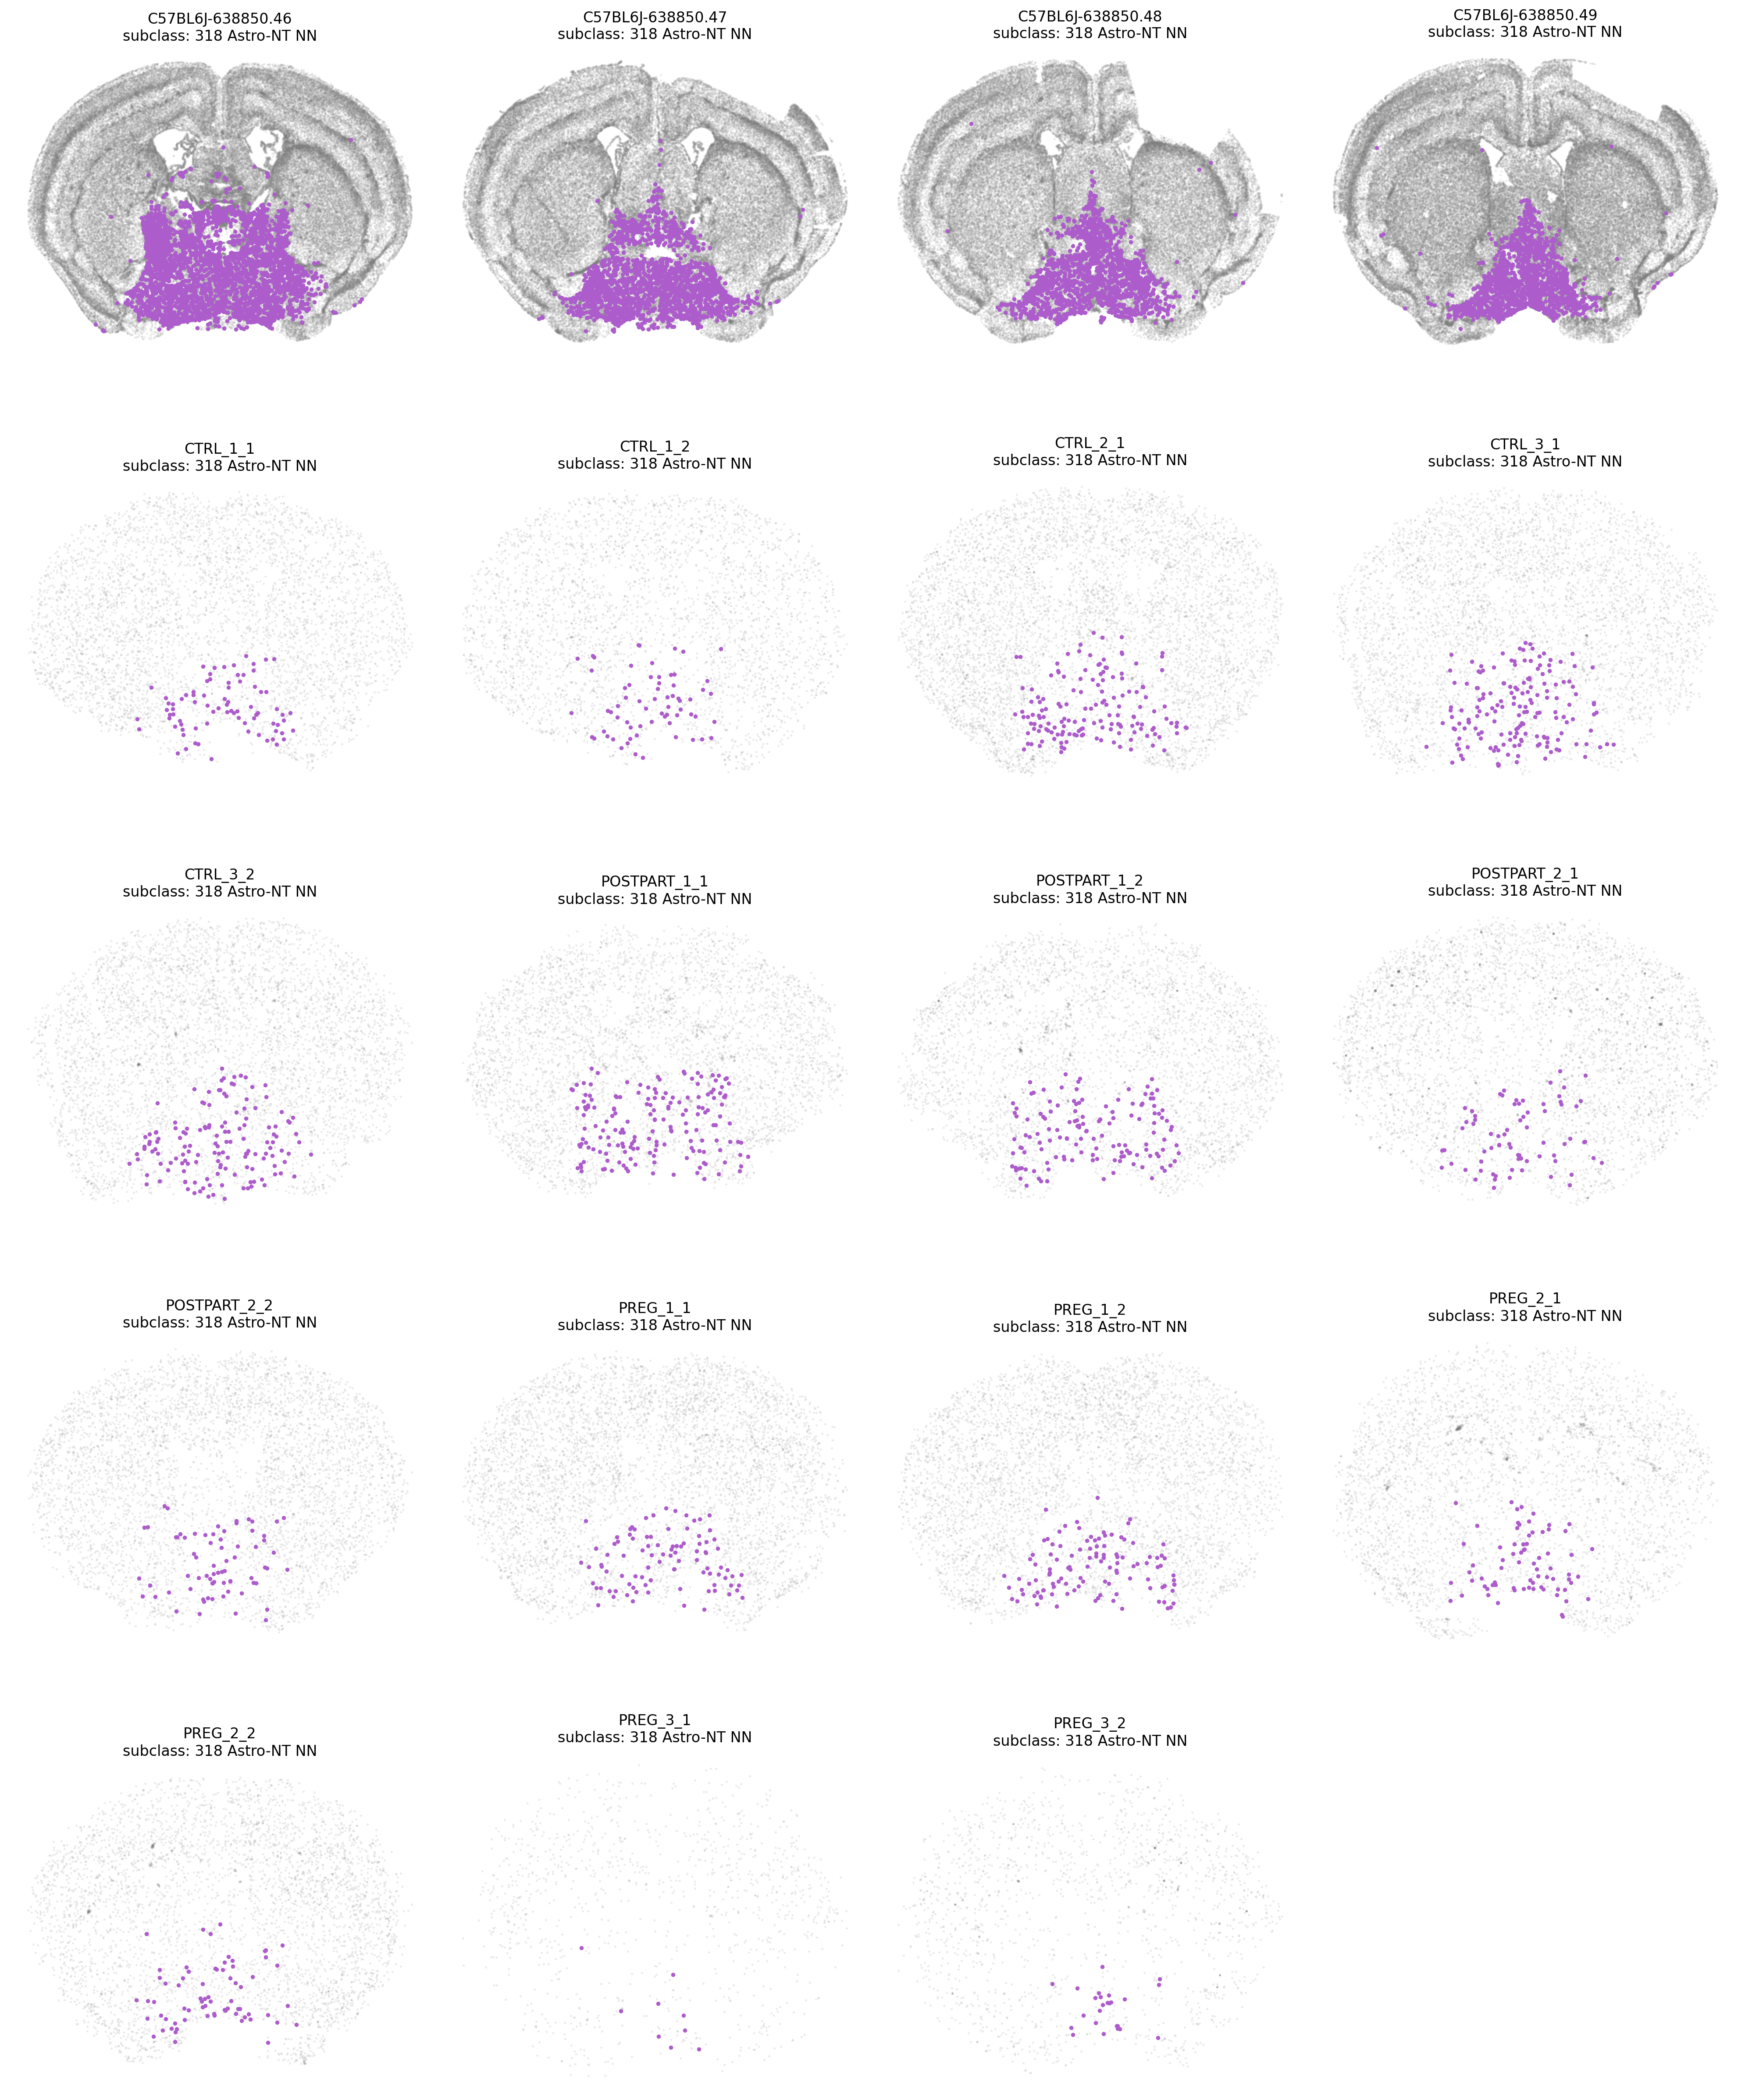 C57BL6J-638850.46
subclass: 318 Astro-NT NN
C57BL6J-638850.47
subclass: 318 Astro-NT NN
C57BL6J-638850.48
subclass: 318 Astro-NT NN
C57BL6J-638850.49
subclass: 318 Astro-NT NN
CTRL_1_1
subclass: 318 Astro-NT NN
CTRL_1_2
subclass: 318 Astro-NT NN
CTRL_2_1
subclass: 318 Astro-NT NN
CTRL_3_1
subclass: 318 Astro-NT NN
CTRL_3_2
subclass: 318 Astro-NT NN
POSTPART_1_1
subclass: 318 Astro-NT NN
POSTPART_1_2
subclass: 318 Astro-NT NN
POSTPART_2_1
subclass: 318 Astro-NT NN
POSTPART_2_2
subclass: 318 Astro-NT NN
PREG_1_1
subclass: 318 Astro-NT NN
PREG_1_2
subclass: 318 Astro-NT NN
PREG_2_1
subclass: 318 Astro-NT NN
PREG_2_2
subclass: 318 Astro-NT NN
PREG_3_1
subclass: 318 Astro-NT NN
PREG_3_2
subclass: 318 Astro-NT NN